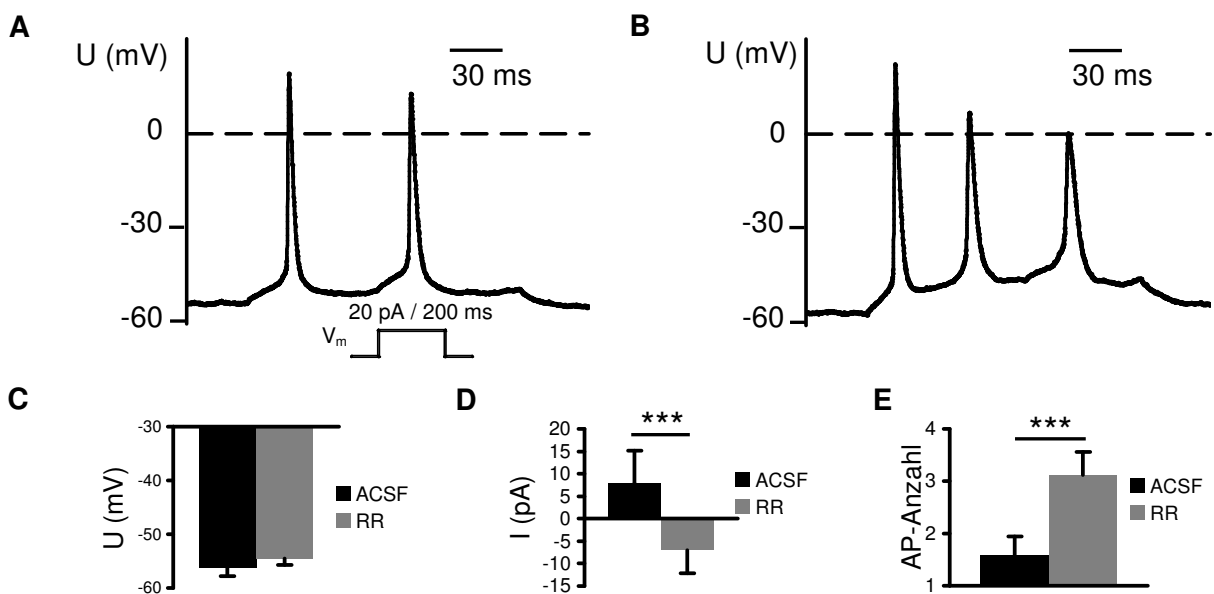 A
U (mV)
30 ms
0
-30
-60
20 pA / 200 ms
Vₘ
B
U (mV)
30 ms
0
-30
-60
C
-30
-40
-50
-60
U (mV)
ACSF
RR
D
***
20
15
10
5
0
-5
-10
-15
I (pA)
ACSF
RR
E
***
4
3
2
1
AP-Anzahl
ACSF
RR